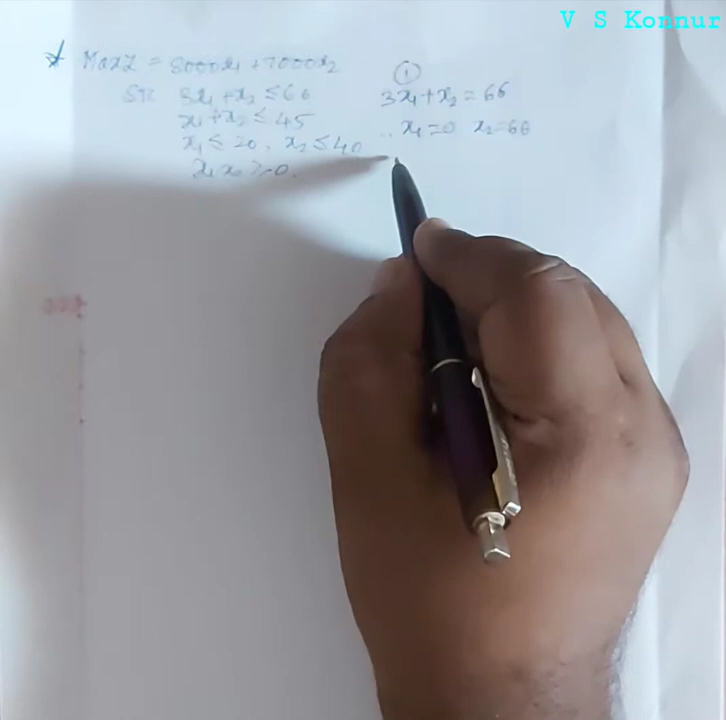 V S Konnur
Max Z = 8000x₁ + 7000x₂
STC 3x₁ + x₂ ≤ 66
x₁ + x₂ ≤ 45
x₁ ≤ 20, x₂ ≤ 40
x₁ x₂ ≥ 0.
①
3x₁ + x₂ = 66
x₁ = 0 x₂ = 66